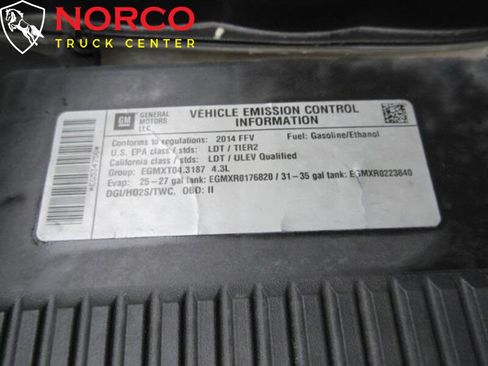 NORCO
TRUCK CENTER
GM
GENERAL
MOTORS
LLC
VEHICLE EMISSION CONTROL
INFORMATION
Conforms to regulations: 2014 FFV Fuel: Gasoline/Ethanol
U.S. EPA class / stds: LDT / TIER2
California class / stds: LDT / ULEV Qualified
Group: EGMXT04.3187 4.3L
Evap: 25 - 27 gal tank: EGMXR0176820 / 31 - 35 gal tank: EGMXR0223840
DGI/HO2S/TWC, OBD: II